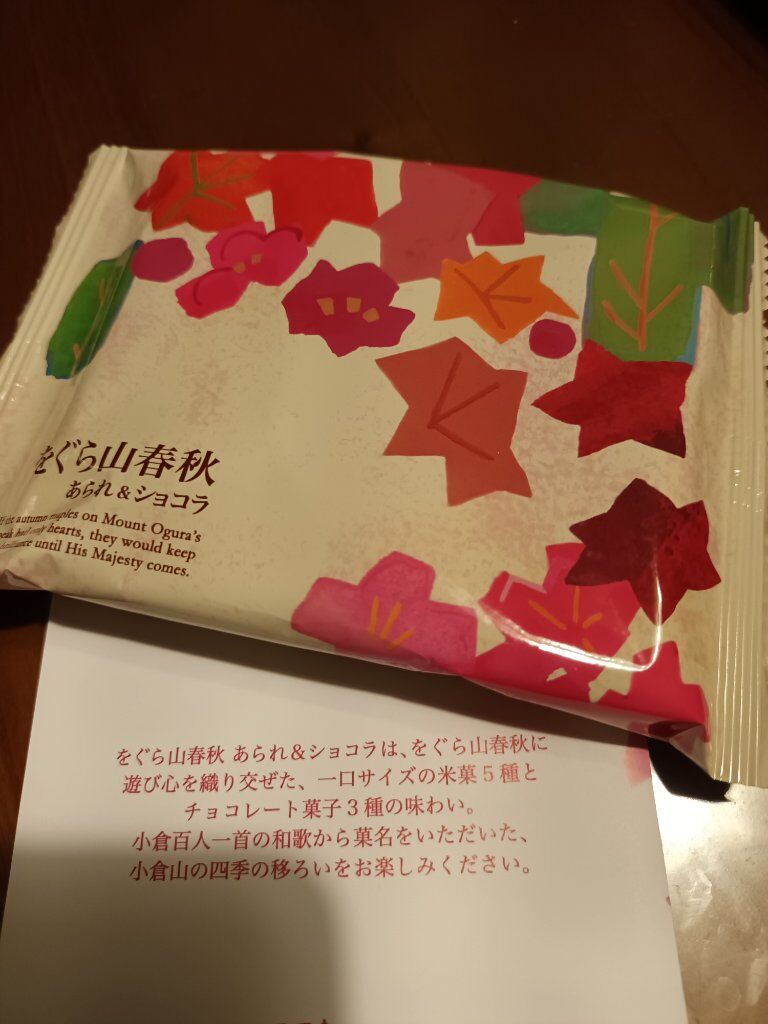 をぐら山春秋
あられ&ショコラ
If the autumn maples on Mount Ogura's
peak had only hearts, they would keep
until His Majesty comes.
をぐら山春秋 あられ&ショコラは、をぐら山春秋に
遊び心を織り交ぜた、一口サイズの米菓5種と
チョコレート菓子3種の味わい。
小倉百人一首の和歌から菓名をいただいた、
小倉山の四季の移ろいをお楽しみください。